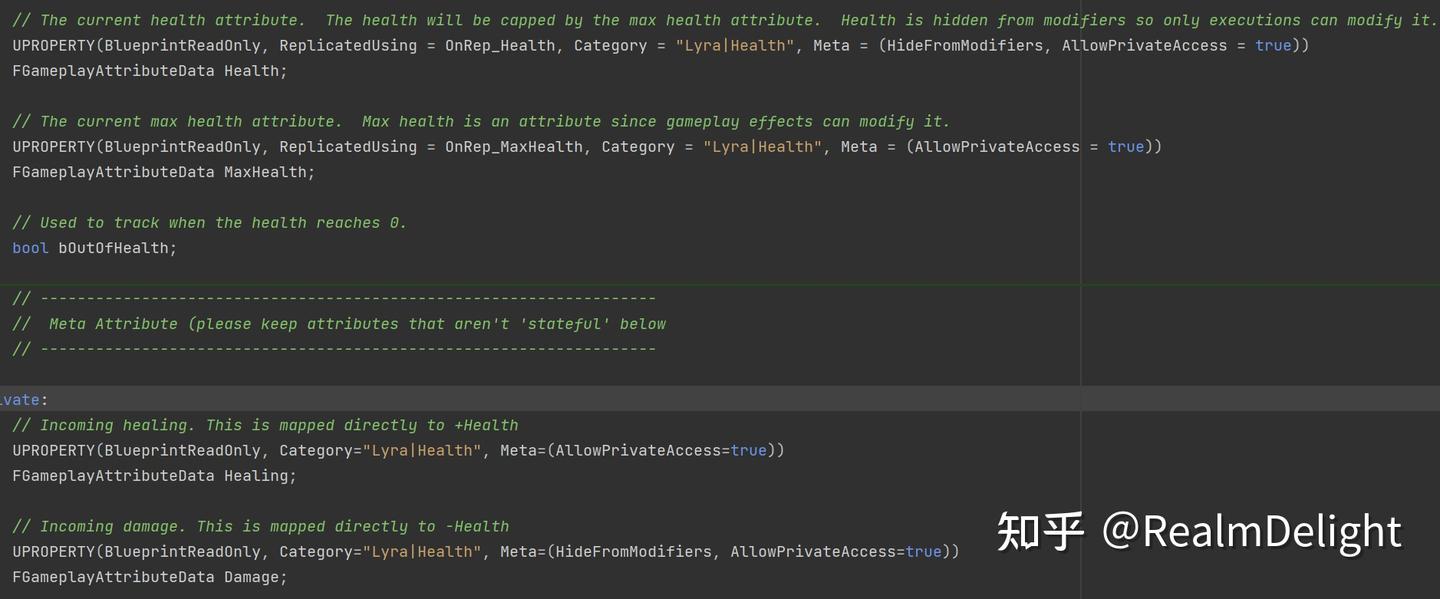 // The current health attribute.  The health will be capped by the max health attribute.  Health is hidden from modifiers so only executions can modify it.
UPROPERTY(BlueprintReadOnly, ReplicatedUsing = OnRep_Health, Category = "Lyra|Health", Meta = (HideFromModifiers, AllowPrivateAccess = true))
FGameplayAttributeData Health;
// The current max health attribute.  Max health is an attribute since gameplay effects can modify it.
UPROPERTY(BlueprintReadOnly, ReplicatedUsing = OnRep_MaxHealth, Category = "Lyra|Health", Meta = (AllowPrivateAccess = true))
FGameplayAttributeData MaxHealth;
// Used to track when the health reaches 0.
bool bOutOfHealth;
// -------------------------------------------------------------------
//  Meta Attribute (please keep attributes that aren't 'stateful' below
// -------------------------------------------------------------------
ivate:
// Incoming healing. This is mapped directly to +Health
UPROPERTY(BlueprintReadOnly, Category="Lyra|Health", Meta=(AllowPrivateAccess=true))
FGameplayAttributeData Healing;
// Incoming damage. This is mapped directly to -Health
UPROPERTY(BlueprintReadOnly, Category="Lyra|Health", Meta=(HideFromModifiers, AllowPrivateAccess=true))
FGameplayAttributeData Damage;
知乎 @RealmDelight